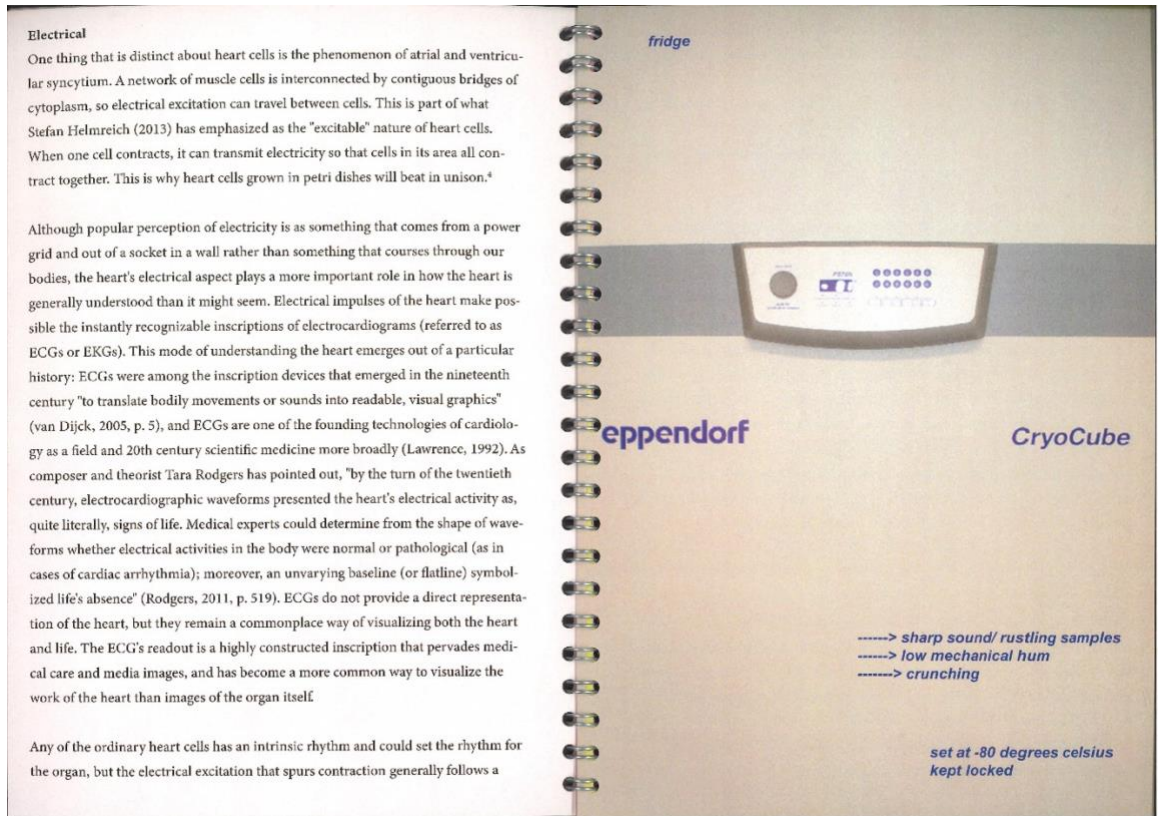 Electrical
One thing that is distinct about heart cells is the phenomenon of atrial and ventricu-
lar syncytium. A network of muscle cells is interconnected by contiguous bridges of
cytoplasm, so electrical excitation can travel between cells. This is part of what
Stefan Helmreich (2013) has emphasized as the "excitable" nature of heart cells.
When one cell contracts, it can transmit electricity so that cells in its area all con-
tract together. This is why heart cells grown in petri dishes will beat in unison.⁴
Although popular perception of electricity is as something that comes from a power
grid and out of a socket in a wall rather than something that courses through our
bodies, the heart's electrical aspect plays a more important role in how the heart is
generally understood than it might seem. Electrical impulses of the heart make pos-
sible the instantly recognizable inscriptions of electrocardiograms (referred to as
ECGs or EKGs). This mode of understanding the heart emerges out of a particular
history: ECGs were among the inscription devices that emerged in the nineteenth
century "to translate bodily movements or sounds into readable, visual graphics"
(van Dijck, 2005, p. 5), and ECGs are one of the founding technologies of cardiolo-
gy as a field and 20th century scientific medicine more broadly (Lawrence, 1992). As
composer and theorist Tara Rodgers has pointed out, "by the turn of the twentieth
century, electrocardiographic waveforms presented the heart's electrical activity as,
quite literally, signs of life. Medical experts could determine from the shape of wave-
forms whether electrical activities in the body were normal or pathological (as in
cases of cardiac arrhythmia); moreover, an unvarying baseline (or flatline) symbol-
ized life's absence" (Rodgers, 2011, p. 519). ECGs do not provide a direct representa-
tion of the heart, but they remain a commonplace way of visualizing both the heart
and life. The ECG's readout is a highly constructed inscription that pervades medi-
cal care and media images, and has become a more common way to visualize the
work of the heart than images of the organ itself.
Any of the ordinary heart cells has an intrinsic rhythm and could set the rhythm for
the organ, but the electrical excitation that spurs contraction generally follows a
fridge
eppendorf
CryoCube
------> sharp sound/ rustling samples
------> low mechanical hum
-------> crunching
set at -80 degrees celsius
kept locked